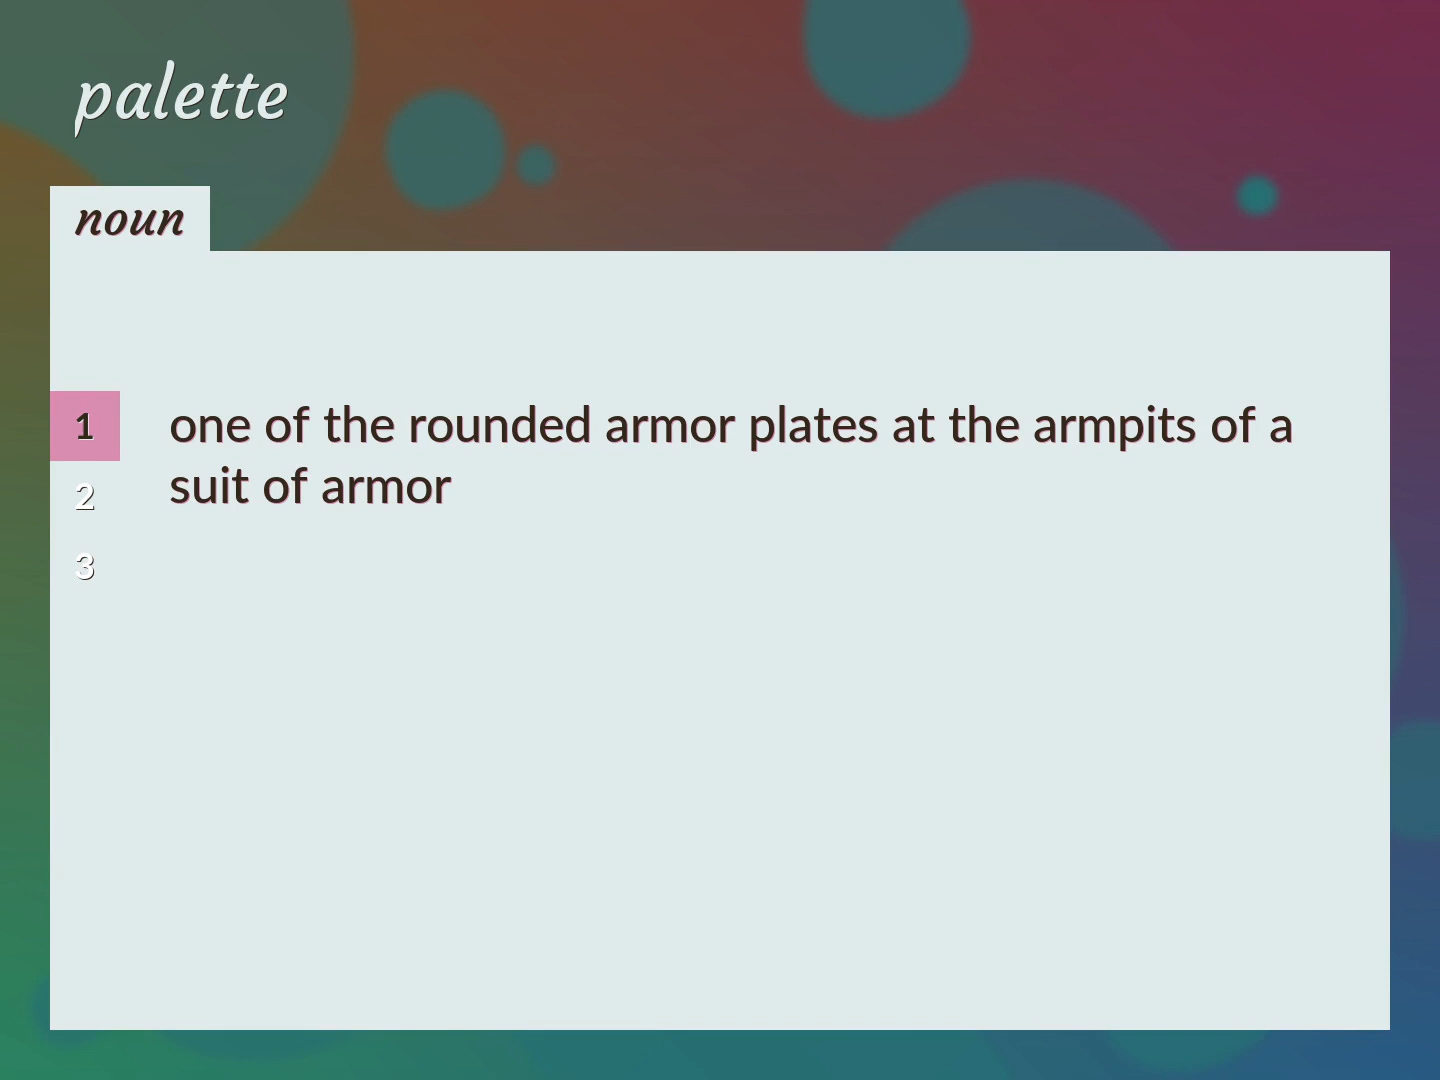 palette
noun
1
one of the rounded armor plates at the armpits of a
suit of armor
2
3